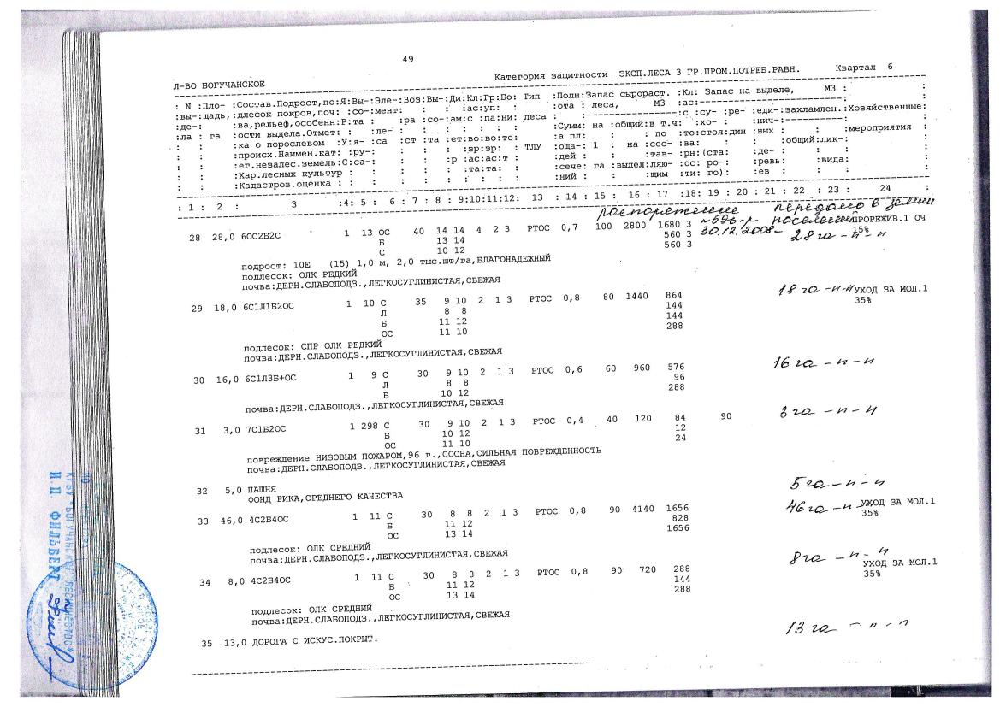 49
Л-ВО БОГУЧАНСКОЕ Категория защитности ЭКСП.ЛЕСА 3 ГР.ПРОМ.ПОТРЕБ.РАВН. Квартал 6
: N :Пло- :Состав.Подрост,по:Я:Вы-:Эле-:Воз:Вы-:Ди:Кл:Гр:Бо: Тип :Полн:Запас сырораст. :Кл: Запас на выделе, М3 :
:вы-:щадь,:длесок покров,поч: :со-:мент: : : :ас:уп: : :ота : леса, М3 :ас:---------------------------: :
:де-: :ва,рельеф,особенн:Р:та : :ра :со-:ам:с :па:ни: леса : :------------------:с :су- :ре- :еди-:захламлен.:Хозяйственные:
:ла : га :ости выдела.Отмет: : :ле- : : : : : : : :Сумм: на :общий:в т.ч: :хо- : :нич-:-----------: :
: : :ка о порослевом :У:я- :са :ст :та :ет:во:во:те: :а пл: : : по :то:стоя:дин :ных : : :мероприятия :
: : :происх.Наимен.кат: :ру-: : : : :зр:зр: : ТЛУ :оща-: 1 : на :сос- :ва: : : :общий:лик-: :
: : :ег.незалес.земель:С:са-: : : :р :ас:ас:т : :дей : : :тав- :рн:(ста: :де- : : : :
: : :Хар.лесных культур : : : : : :та:та: : :сече: га :выдел:ляю- :ос: ро- : :ревь: :вида: :
: : :Кадастров.оценка : : : : : : : : : : :ний : : :щим :ти: го): :ев : : : :
: 1 : 2 : 3 :4: 5 : 6 : 7 : 8 : 9:10:11:12: 13 : 14 : 15 : 16 : 17 :18: 19 : 20 : 21 : 22 : 23 : 24 :
распоряжение передано в земли
28 28,0 6ОС2Б2С 1 13 ОС 40 14 14 4 2 3 РТОС 0,7 100 2800 1680 3 №596-р поселений ПРОРЕЖИВ.1 ОЧ
Б 13 14 560 3 30.12.2008- 28 га - п - п 15%
С 10 12 560 3
подрост: 10Е (15) 1,0 м, 2,0 тыс.шт/га,БЛАГОНАДЕЖНЫЙ
подлесок: ОЛК РЕДКИЙ
почва:ДЕРН.СЛАБОПОДЗ.,ЛЕГКОСУГЛИНИСТАЯ,СВЕЖАЯ
29 18,0 6С1Л1Б2ОС 1 10 С 35 9 10 2 1 3 РТОС 0,8 80 1440 864 18 га - п - п УХОД ЗА МОЛ.1
Л 8 8 144 35%
Б 11 12 144
ОС 11 10 288
подлесок: СПР ОЛК РЕДКИЙ
почва:ДЕРН.СЛАБОПОДЗ.,ЛЕГКОСУГЛИНИСТАЯ,СВЕЖАЯ
30 16,0 6С1Л3Б+ОС 1 9 С 30 9 10 2 1 3 РТОС 0,6 60 960 576 16 га - п - п
Л 8 8 96
Б 10 12 288
почва:ДЕРН.СЛАБОПОДЗ.,ЛЕГКОСУГЛИНИСТАЯ,СВЕЖАЯ
31 3,0 7С1Б2ОС 1 298 С 30 9 10 2 1 3 РТОС 0,4 40 120 84 90 3 га - п - п
Б 10 12 12
ОС 11 10 24
повреждение НИЗОВЫМ ПОЖАРОМ,96 г.,СОСНА,СИЛЬНАЯ ПОВРЕЖДЕННОСТЬ
почва:ДЕРН.СЛАБОПОДЗ.,ЛЕГКОСУГЛИНИСТАЯ,СВЕЖАЯ
32 5,0 ПАШНЯ 5 га - п - п
ФОНД РИКА,СРЕДНЕГО КАЧЕСТВА
33 46,0 4С2Б4ОС 1 11 С 30 8 8 2 1 3 РТОС 0,8 90 4140 1656 46 га - п - п УХОД ЗА МОЛ.1
Б 11 12 828 35%
ОС 13 14 1656
подлесок: ОЛК СРЕДНИЙ
почва:ДЕРН.СЛАБОПОДЗ.,ЛЕГКОСУГЛИНИСТАЯ,СВЕЖАЯ
34 8,0 4С2Б4ОС 1 11 С 30 8 8 2 1 3 РТОС 0,8 90 720 288 8 га - п - п УХОД ЗА МОЛ.1
Б 11 12 144 35%
ОС 13 14 288
подлесок: ОЛК СРЕДНИЙ
почва:ДЕРН.СЛАБОПОДЗ.,ЛЕГКОСУГЛИНИСТАЯ,СВЕЖАЯ
35 13,0 ДОРОГА С ИСКУС.ПОКРЫТ. 13 га - п - п
КГБУ "БОГУЧАНСКОЕ ЛЕСНИЧЕСТВО"
И.П. ФИЛЬБЕРТ